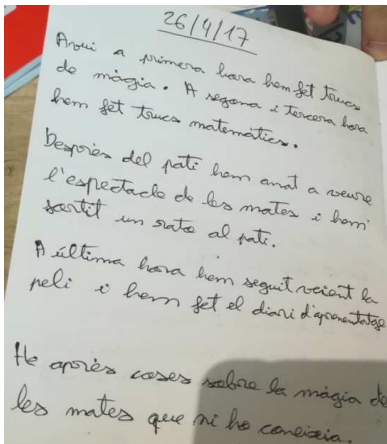 26/4/17
Avui a primera hora hem fet trucs
de màgia. A segona i tercera hora
hem fet trucs matemàtics.
Després del pati hem anat a veure
l'espectacle de les mates i hem
sortit un rato al pati.
A última hora hem seguit veient la
peli i hem fet el diari d'aprenentatge
He après coses sobre la màgia de
les mates que ni ho coneixia.